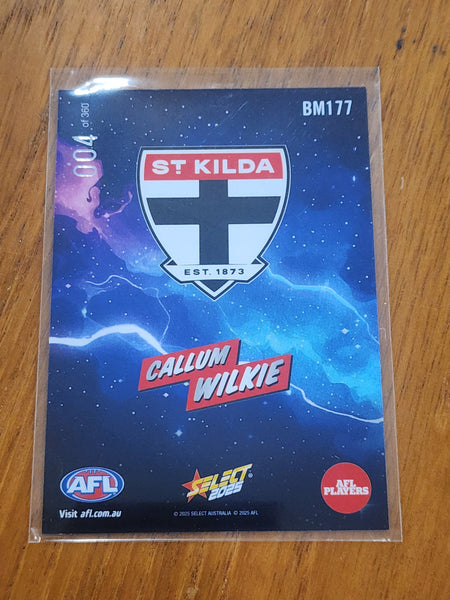 004 of 360
BM177
ST KILDA
EST. 1873
CALLUM
WILKIE
AFL
Visit afl.com.au
SELECT
2025
© 2025 SELECT AUSTRALIA © 2025 AFL
AFL
PLAYERS